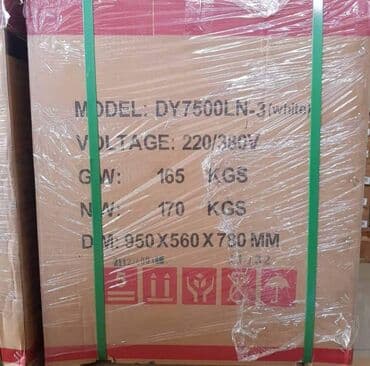 MODEL: DY7500LN-3(white)
VOLTAGE: 220/380V
G.W: 165 KGS
N.W: 170 KGS
DIM: 950X560X780 MM